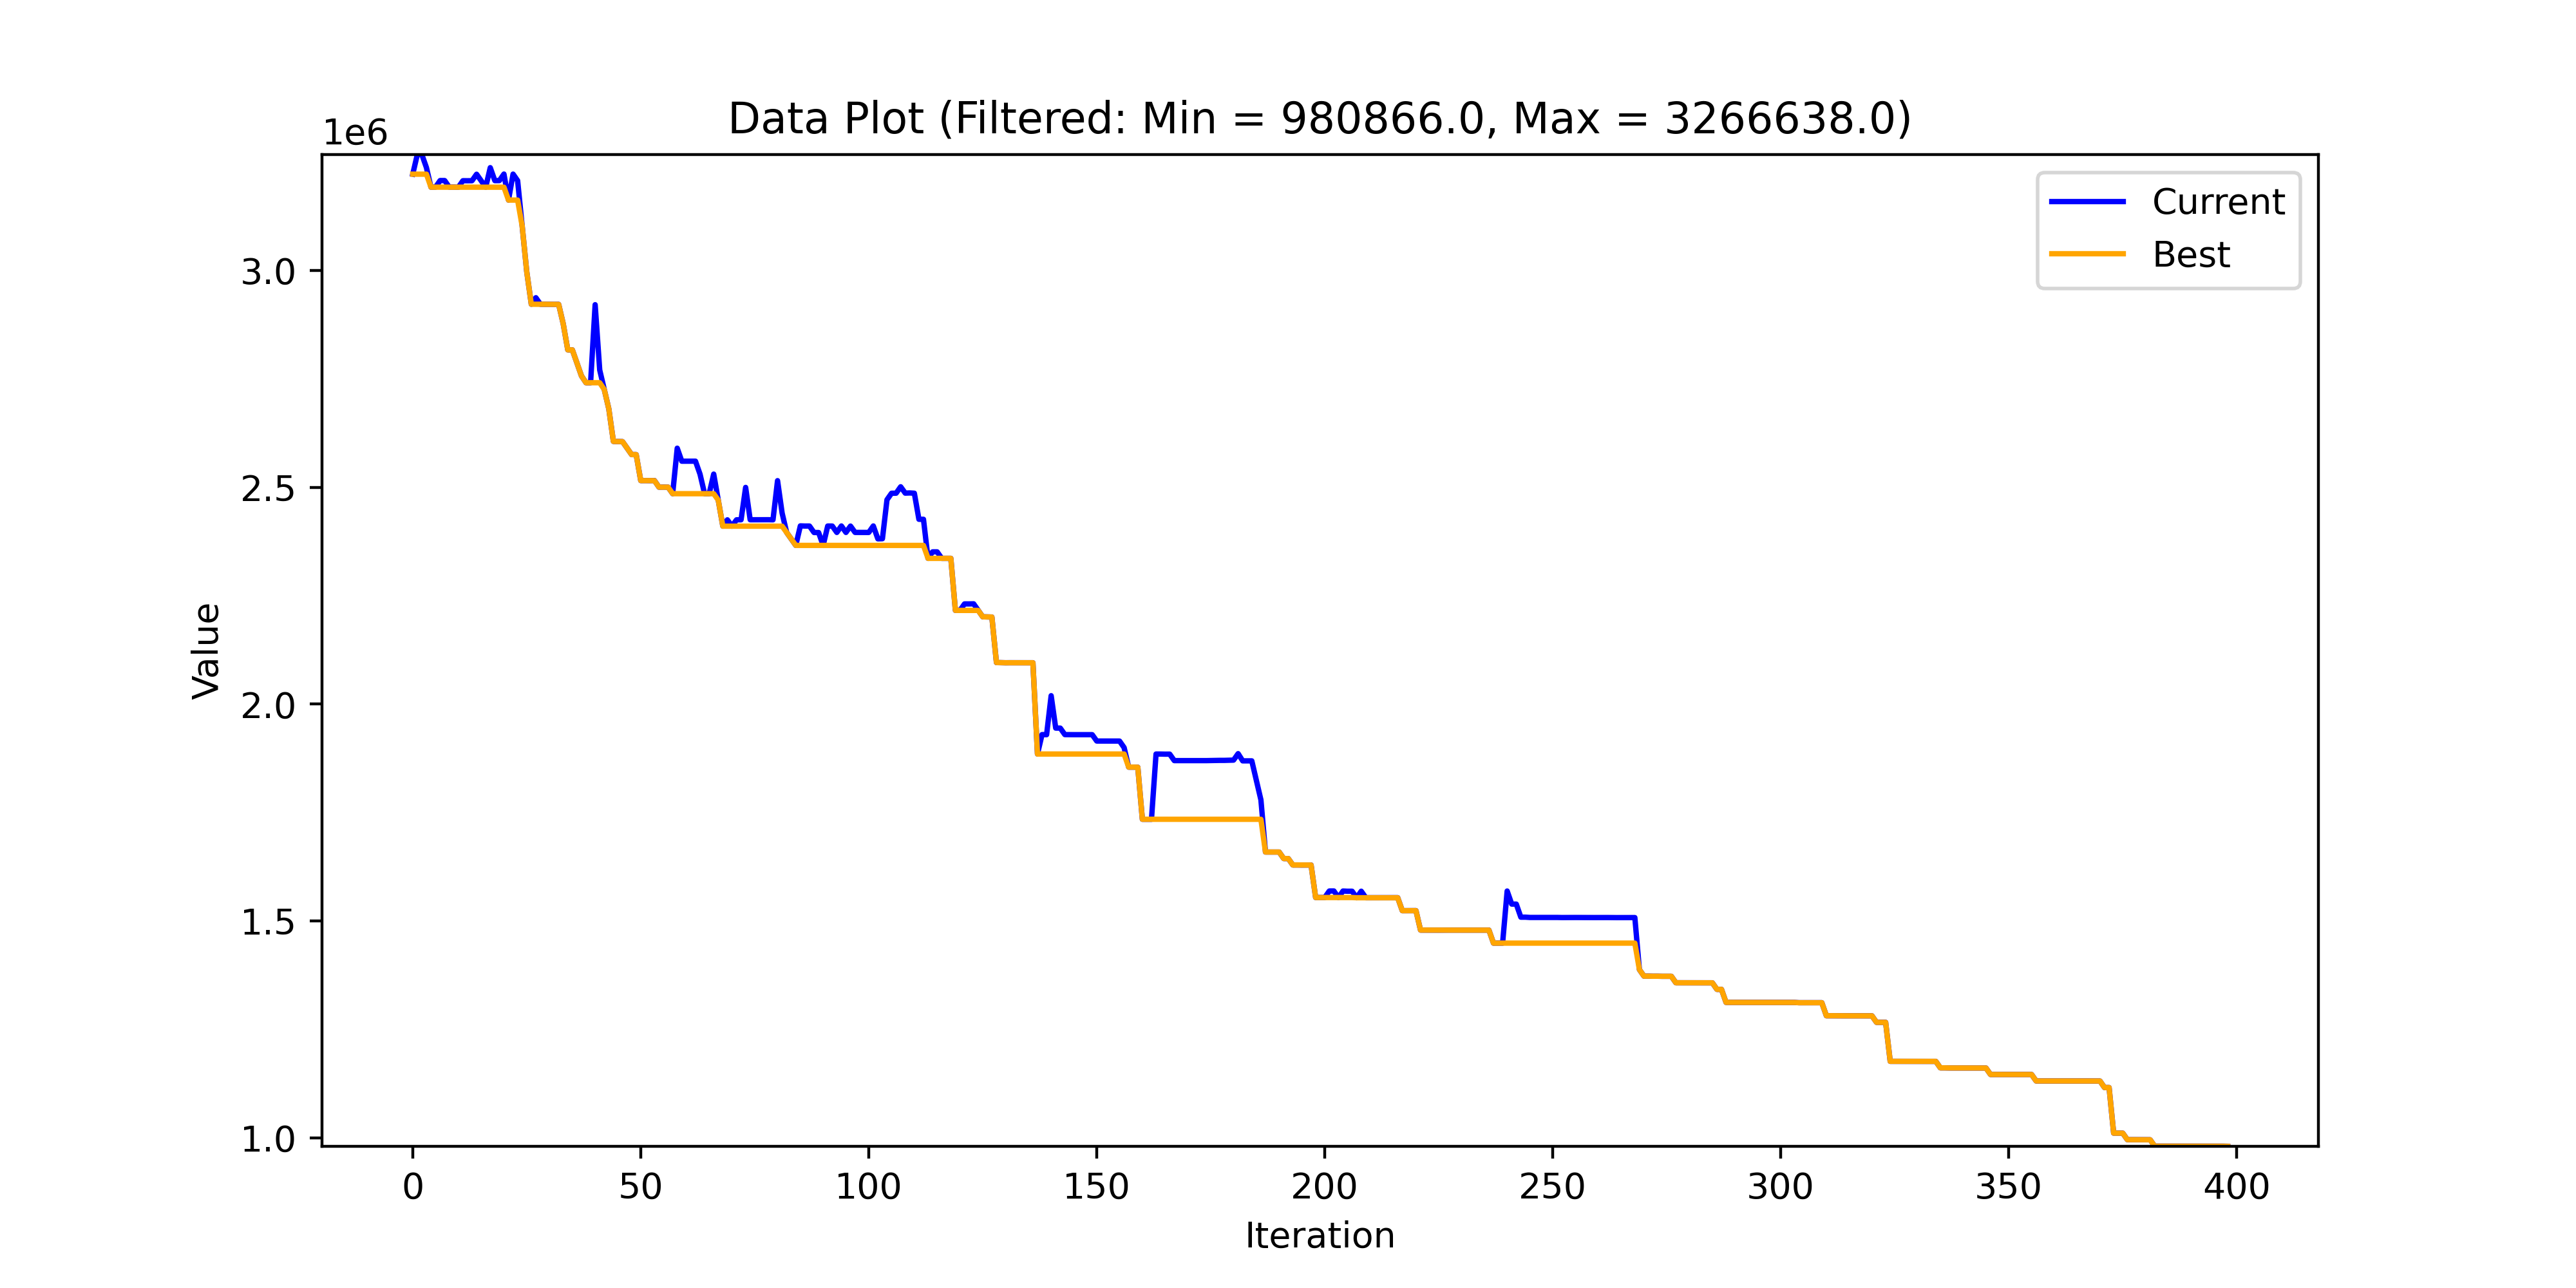 Data Plot (Filtered: Min = 980866.0, Max = 3266638.0)
1e6
Current
Best
3.0
2.5
2.0
1.5
1.0
Value
0 50 100 150 200 250 300 350 400
Iteration